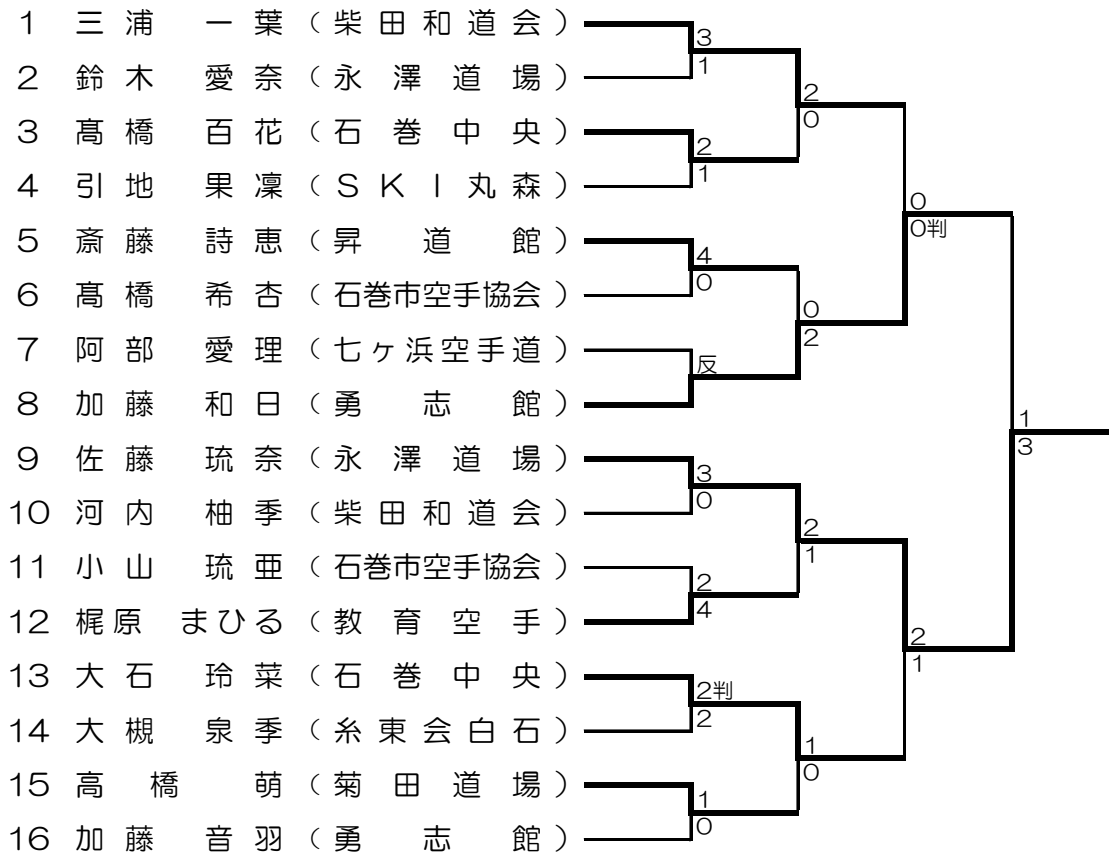 1 三浦 一葉（柴田和道会）
2 鈴木 愛奈（永澤道場）
3 髙橋 百花（石巻中央）
4 引地 果凜（ＳＫＩ丸森）
5 斎藤 詩恵（昇道館）
6 髙橋 希杏（石巻市空手協会）
7 阿部 愛理（七ヶ浜空手道）
8 加藤 和日（勇志館）
9 佐藤 琉奈（永澤道場）
10 河内 柚季（柴田和道会）
11 小山 琉亜（石巻市空手協会）
12 梶原 まひる（教育空手）
13 大石 玲菜（石巻中央）
14 大槻 泉季（糸東会白石）
15 高橋 萌（菊田道場）
16 加藤 音羽（勇志館）
3
1
2
1
4
0
反
3
0
2
4
2判
2
1
0
2
0
0
2
2
1
1
0
0
0判
2
1
1
3